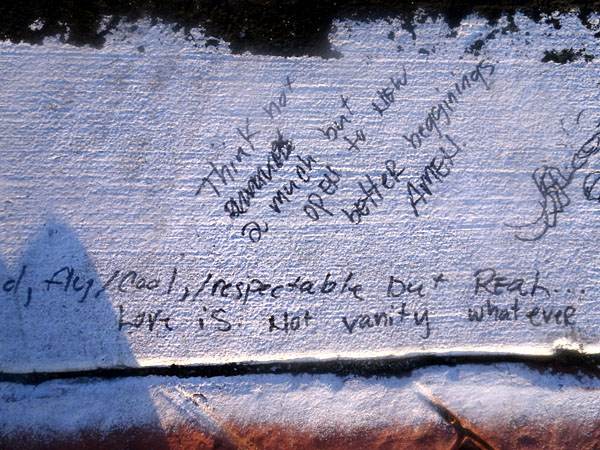 Think not
a much but
OPEN to NEW
better begginings.
AMEN.
d, fly,/Cool,/respectable but REAL...
Love is. Not vanity whatever